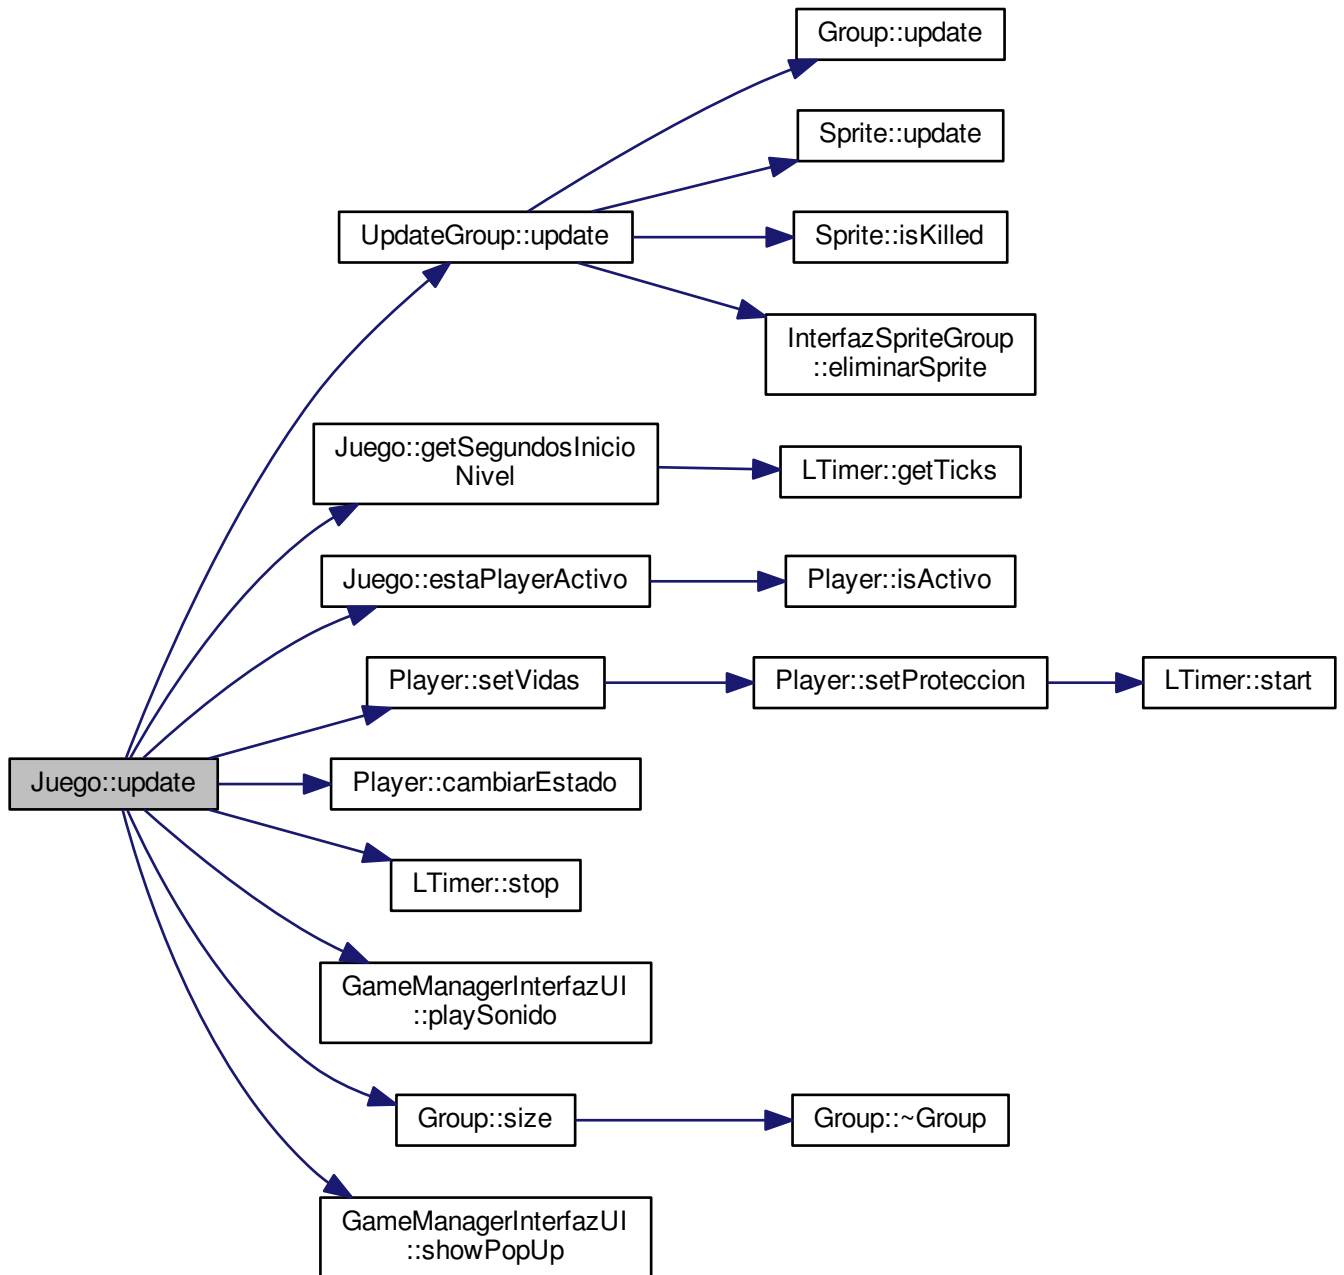 Group::update
Sprite::update
UpdateGroup::update
Sprite::isKilled
InterfazSpriteGroup
::eliminarSprite
Juego::getSegundosInicio
Nivel
LTimer::getTicks
Juego::estaPlayerActivo
Player::isActivo
Player::setVidas
Player::setProteccion
LTimer::start
Juego::update
Player::cambiarEstado
LTimer::stop
GameManagerInterfazUI
::playSonido
Group::size
Group::~Group
GameManagerInterfazUI
::showPopUp